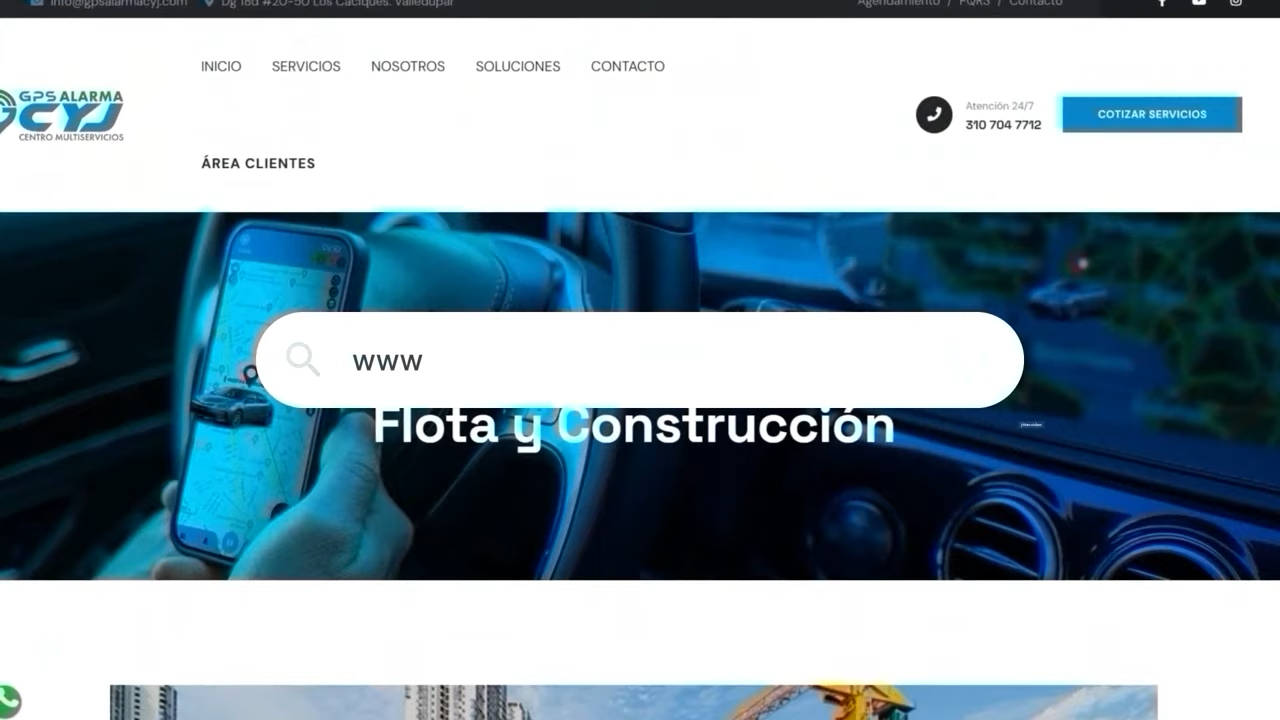 info@gpsalarmacyj.com
Dg 18d #20-50 Los Caciques. Valledupar
Agendamiento / PQRS / Contacto
INICIO SERVICIOS NOSOTROS SOLUCIONES CONTACTO
GPS ALARMA
CYJ
CENTRO MULTISERVICIOS
Atención 24/7
310 704 7712
COTIZAR SERVICIOS
ÁREA CLIENTES
www
Flota y Construcción